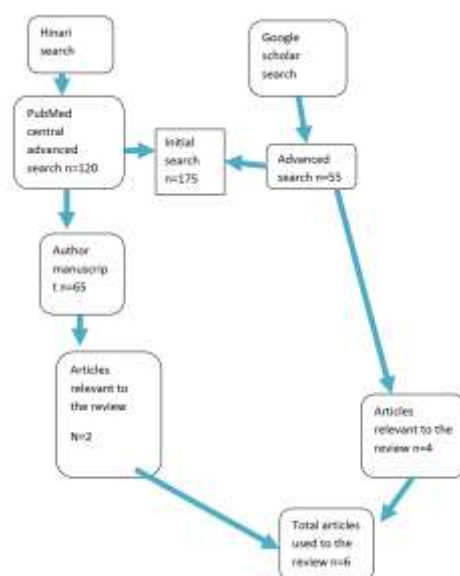 Hinari
search
Google
scholar
search
PubMed
central
advanced
search n=120
Initial
search
n=175
Advanced
search n=55
Author
manuscrip
t n=65
Articles
relevant to
the review
N=2
Articles
relevant to the
review n=4
Total articles
used to the
review n=6